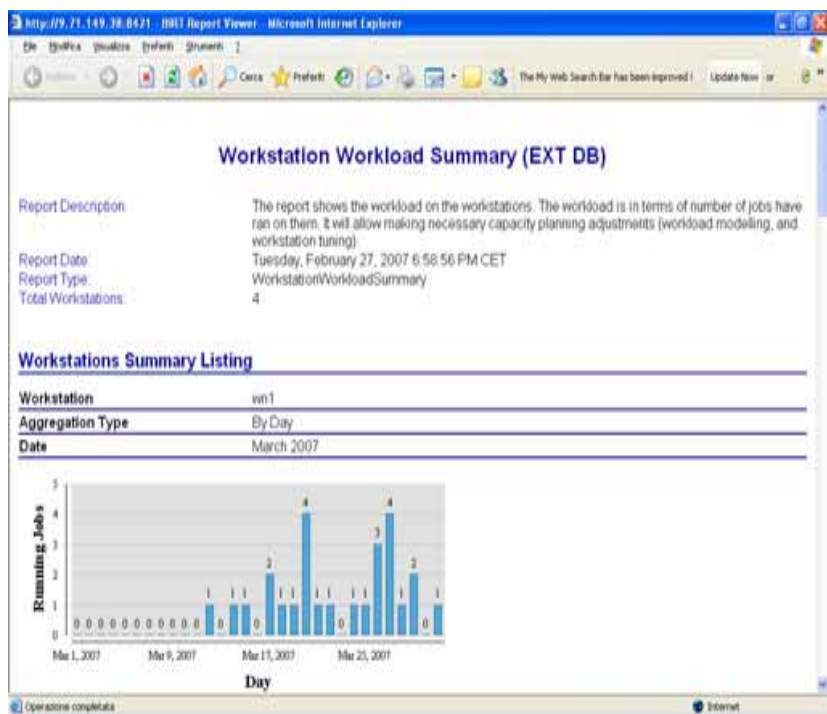 http://9.71.149.38:8421 - BIRT Report Viewer - Microsoft Internet Explorer
File Modifica Visualizza Preferiti Strumenti ?
Cerca Preferiti The My Web Search Bar has been improved ! Update Now or
Workstation Workload Summary (EXT DB)
Report Description: The report shows the workload on the workstations. The workload is in terms of number of jobs have
ran on them. It will allow making necessary capacity planning adjustments (workload modelling, and
workstation tuning)
Report Date: Tuesday, February 27, 2007 6:58:56 PM CET
Report Type: WorkstationWorkloadSummary
Total Workstations: 4
Workstations Summary Listing
Workstation wn1
Aggregation Type By Day
Date March 2007
Running Jobs
5
4
3
2
1
0
0 0 0 0 0 0 0 0 0 0 0 1 0 1 1 0 2 1 1 4 1 1 0 1 1 3 4 1 2 0 1
Mar 1, 2007 Mar 9, 2007 Mar 17, 2007 Mar 25, 2007
Day
Operazione completata Internet